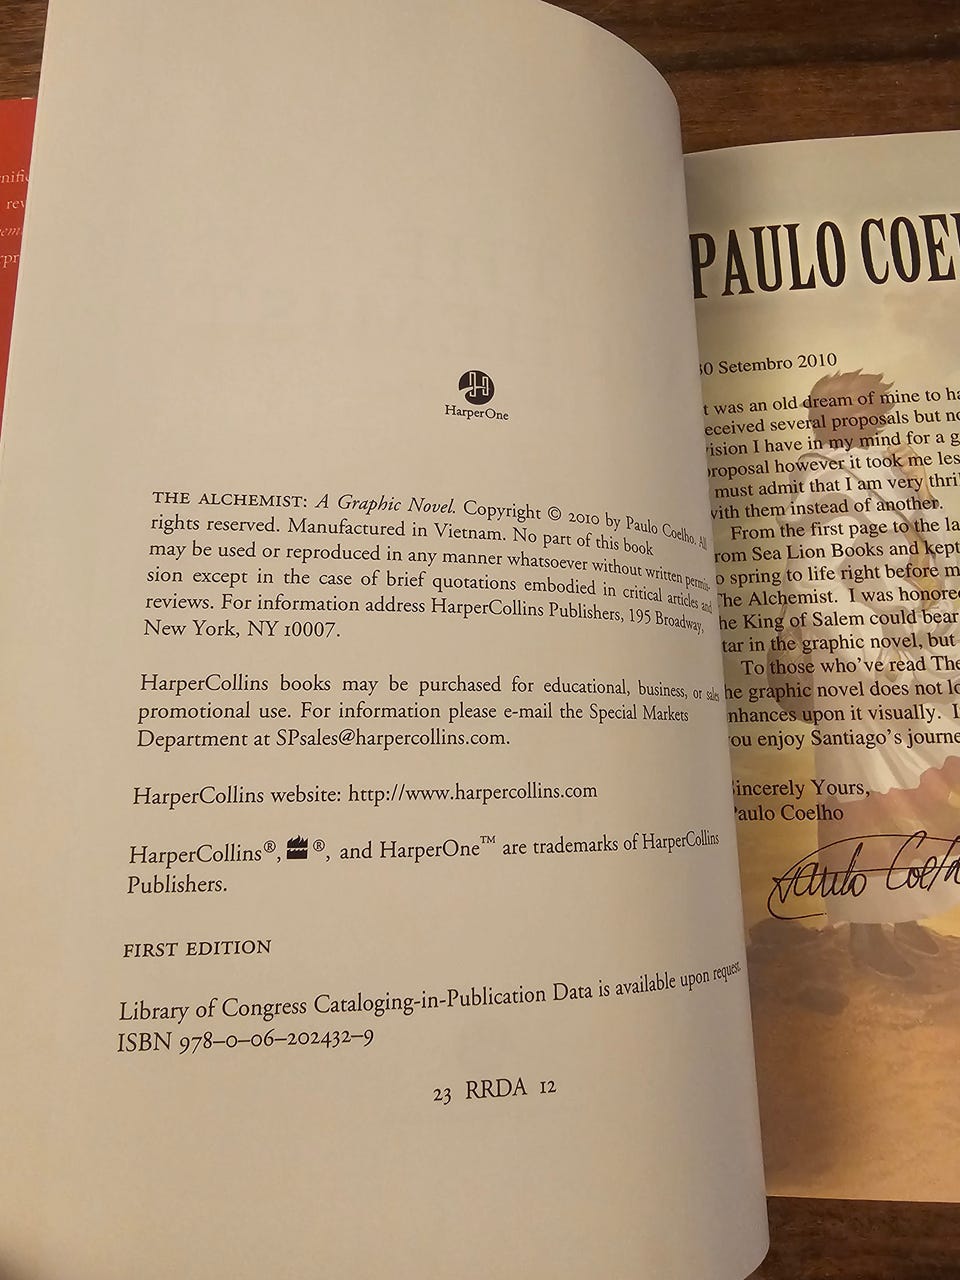 nific
rev
em
rpr
HarperOne
THE ALCHEMIST: A Graphic Novel. Copyright © 2010 by Paulo Coelho. All
rights reserved. Manufactured in Vietnam. No part of this book
may be used or reproduced in any manner whatsoever without written permis-
sion except in the case of brief quotations embodied in critical articles and
reviews. For information address HarperCollins Publishers, 195 Broadway,
New York, NY 10007.
HarperCollins books may be purchased for educational, business, or sales
promotional use. For information please e-mail the Special Markets
Department at SPsales@harpercollins.com.
HarperCollins website: http://www.harpercollins.com
HarperCollins®, ®, and HarperOne™ are trademarks of HarperCollins
Publishers.
FIRST EDITION
Library of Congress Cataloging-in-Publication Data is available upon request.
ISBN 978–0–06–202432–9
23 RRDA 12
PAULO COE
30 Setembro 2010
t was an old dream of mine to ha
eceived several proposals but no
vision I have in my mind for a g
proposal however it took me les
must admit that I am very thri
with them instead of another.
From the first page to the la
rom Sea Lion Books and kept
o spring to life right before m
The Alchemist. I was honored
he King of Salem could bear
tar in the graphic novel, but
To those who've read The
he graphic novel does not lo
nhances upon it visually. I
you enjoy Santiago's journe
Sincerely Yours,
Paulo Coelho
Paulo Coelh